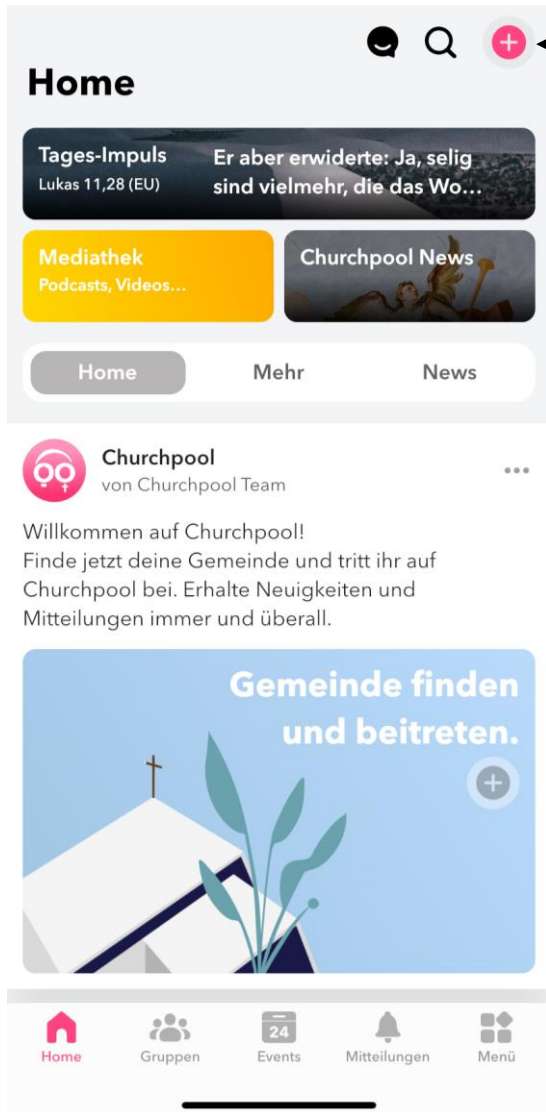 Home
Tages-Impuls
Lukas 11,28 (EU)
Er aber erwiderte: Ja, selig
sind vielmehr, die das Wo...
Mediathek
Podcasts, Videos...
Churchpool News
Home
Mehr
News
Churchpool
von Churchpool Team
Willkommen auf Churchpool!
Finde jetzt deine Gemeinde und tritt ihr auf
Churchpool bei. Erhalte Neuigkeiten und
Mitteilungen immer und überall.
Gemeinde finden
und beitreten.
24
Home
Gruppen
Events
Mitteilungen
Menü